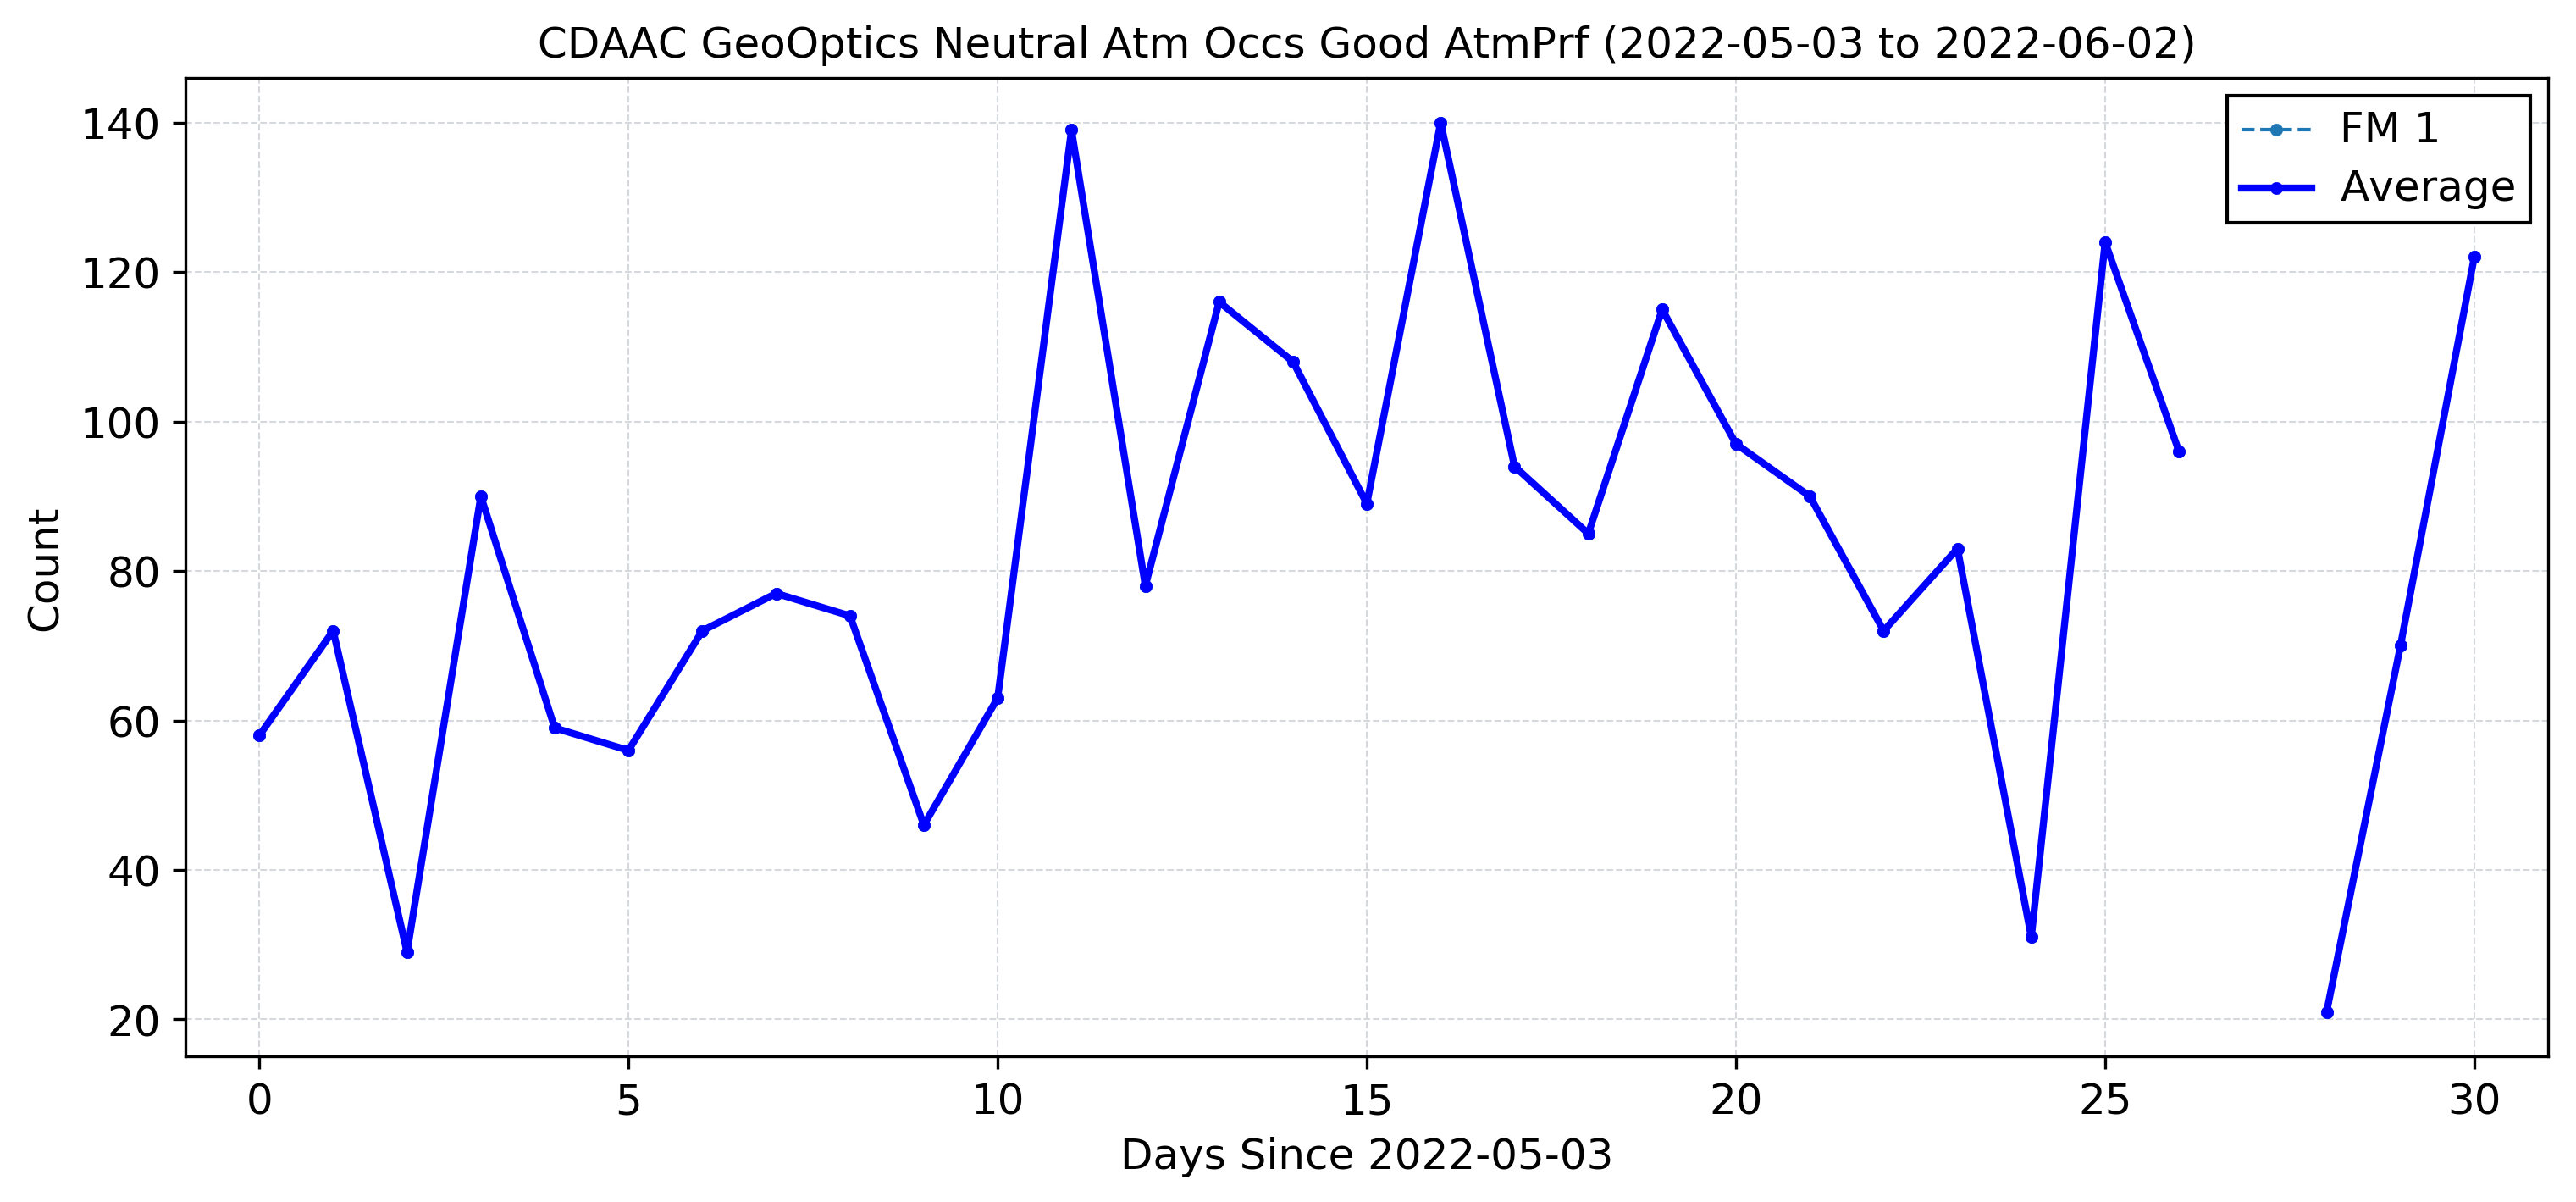 CDAAC GeoOptics Neutral Atm Occs Good AtmPrf (2022-05-03 to 2022-06-02)
FM 1
Average
Count
140
120
100
80
60
40
20
0 5 10 15 20 25 30
Days Since 2022-05-03